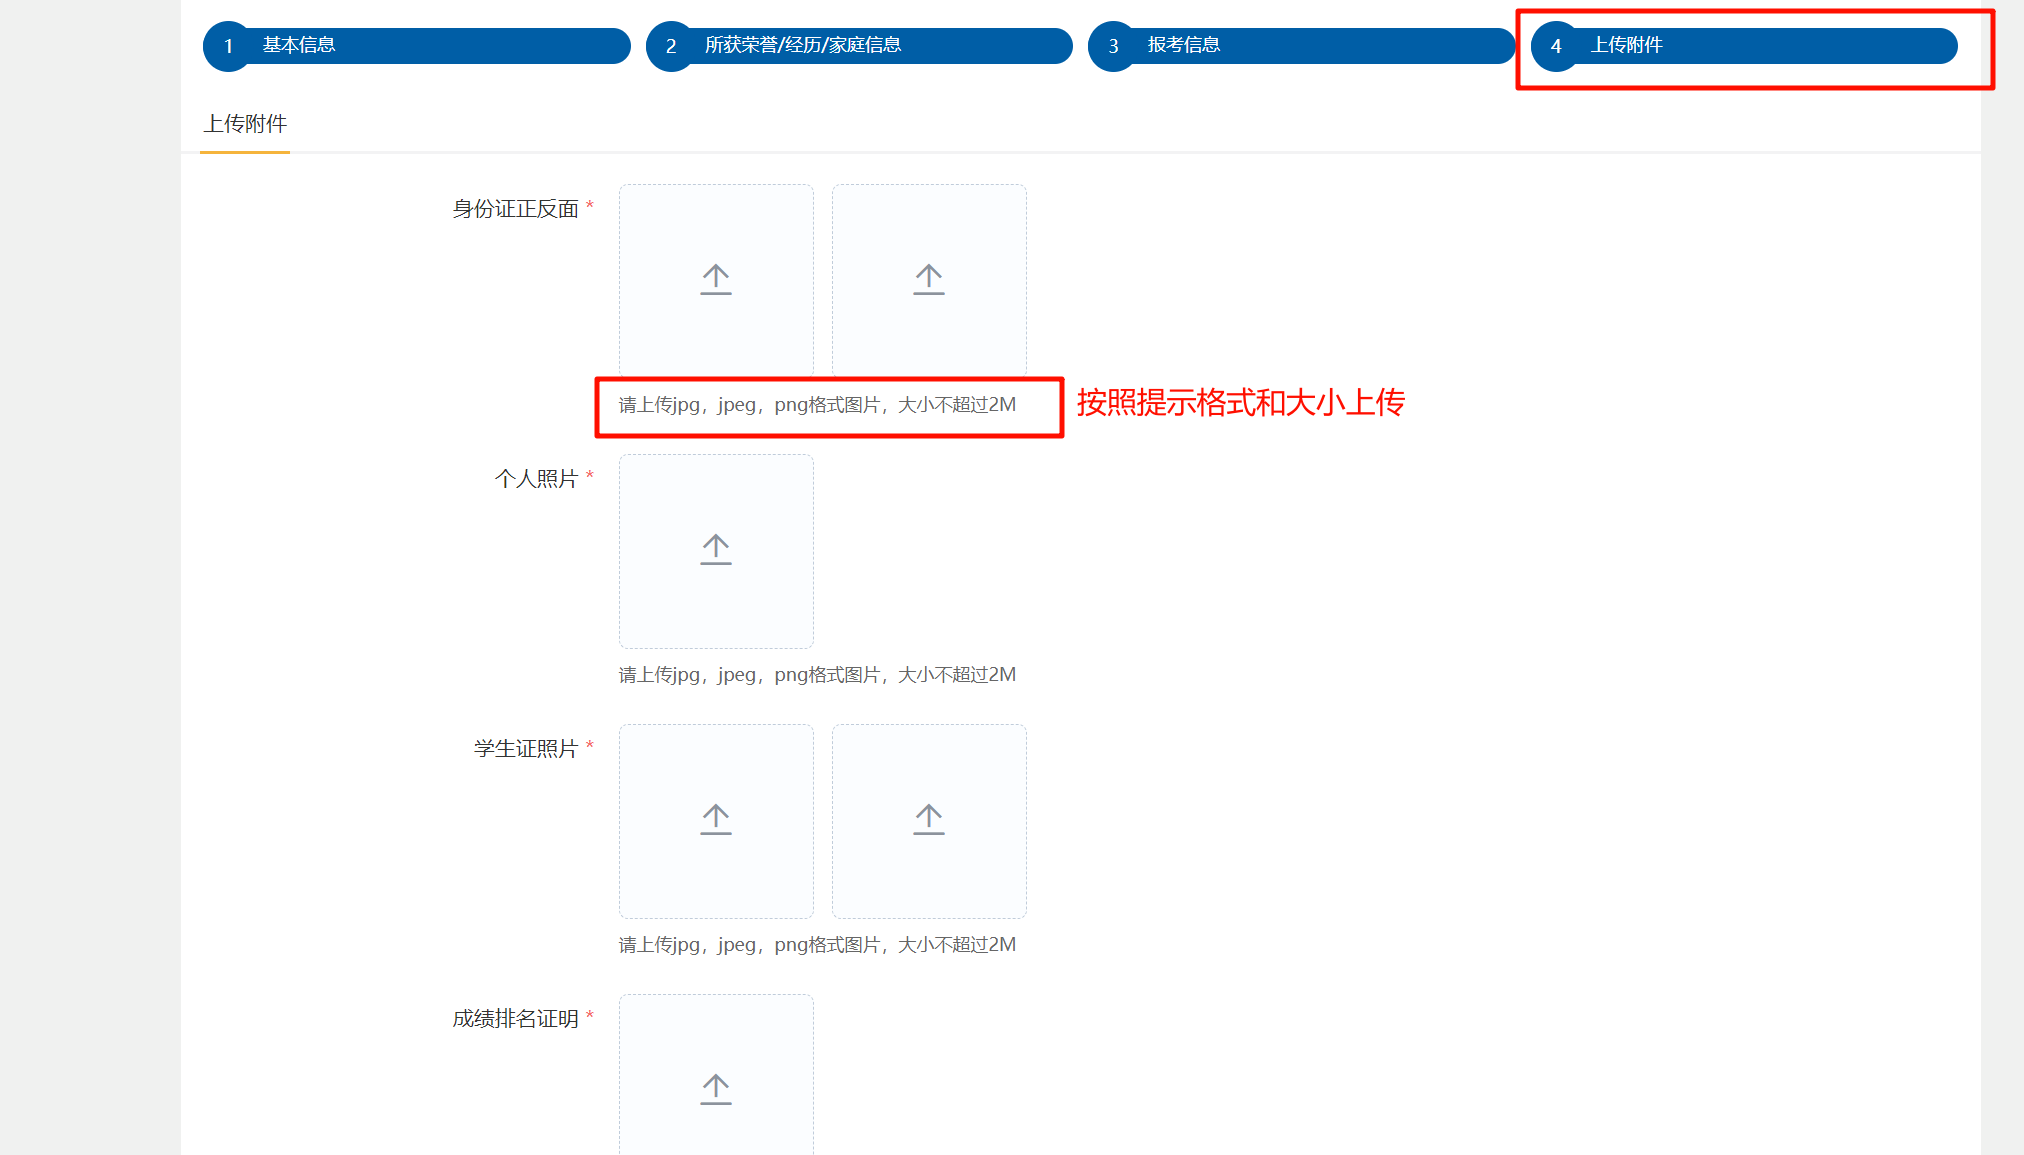 1 基本信息
2 所获荣誉/经历/家庭信息
3 报考信息
4 上传附件
上传附件
身份证正反面 *
请上传jpg，jpeg，png格式图片，大小不超过2M
按照提示格式和大小上传
个人照片 *
请上传jpg，jpeg，png格式图片，大小不超过2M
学生证照片 *
请上传jpg，jpeg，png格式图片，大小不超过2M
成绩排名证明 *